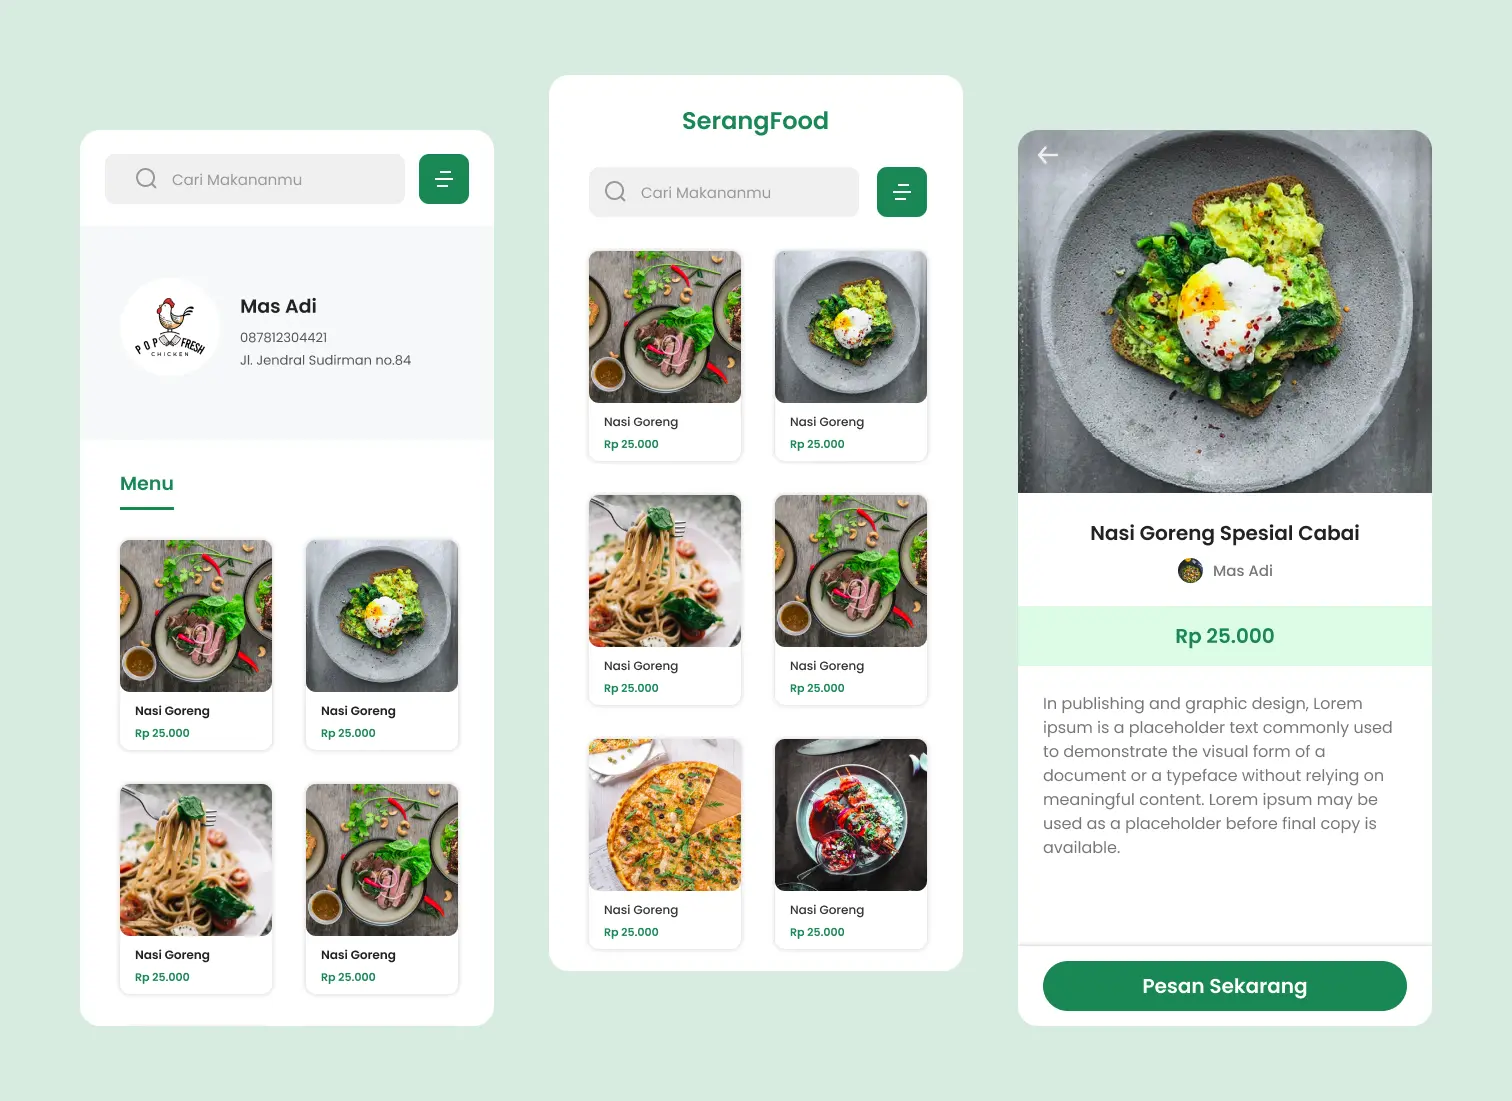 Cari Makananmu
Mas Adi
087812304421
Jl. Jendral Sudirman no.84
POP FRESH
CHICKEN
Menu
Nasi Goreng
Rp 25.000
Nasi Goreng
Rp 25.000
Nasi Goreng
Rp 25.000
Nasi Goreng
Rp 25.000
SerangFood
Cari Makananmu
Nasi Goreng
Rp 25.000
Nasi Goreng
Rp 25.000
Nasi Goreng
Rp 25.000
Nasi Goreng
Rp 25.000
Nasi Goreng
Rp 25.000
Nasi Goreng
Rp 25.000
Nasi Goreng Spesial Cabai
Mas Adi
Rp 25.000
In publishing and graphic design, Lorem
ipsum is a placeholder text commonly used
to demonstrate the visual form of a
document or a typeface without relying on
meaningful content. Lorem ipsum may be
used as a placeholder before final copy is
available.
Pesan Sekarang